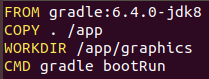 FROM gradle:6.4.0-jdk8
COPY . /app
WORKDIR /app/graphics
CMD gradle bootRun